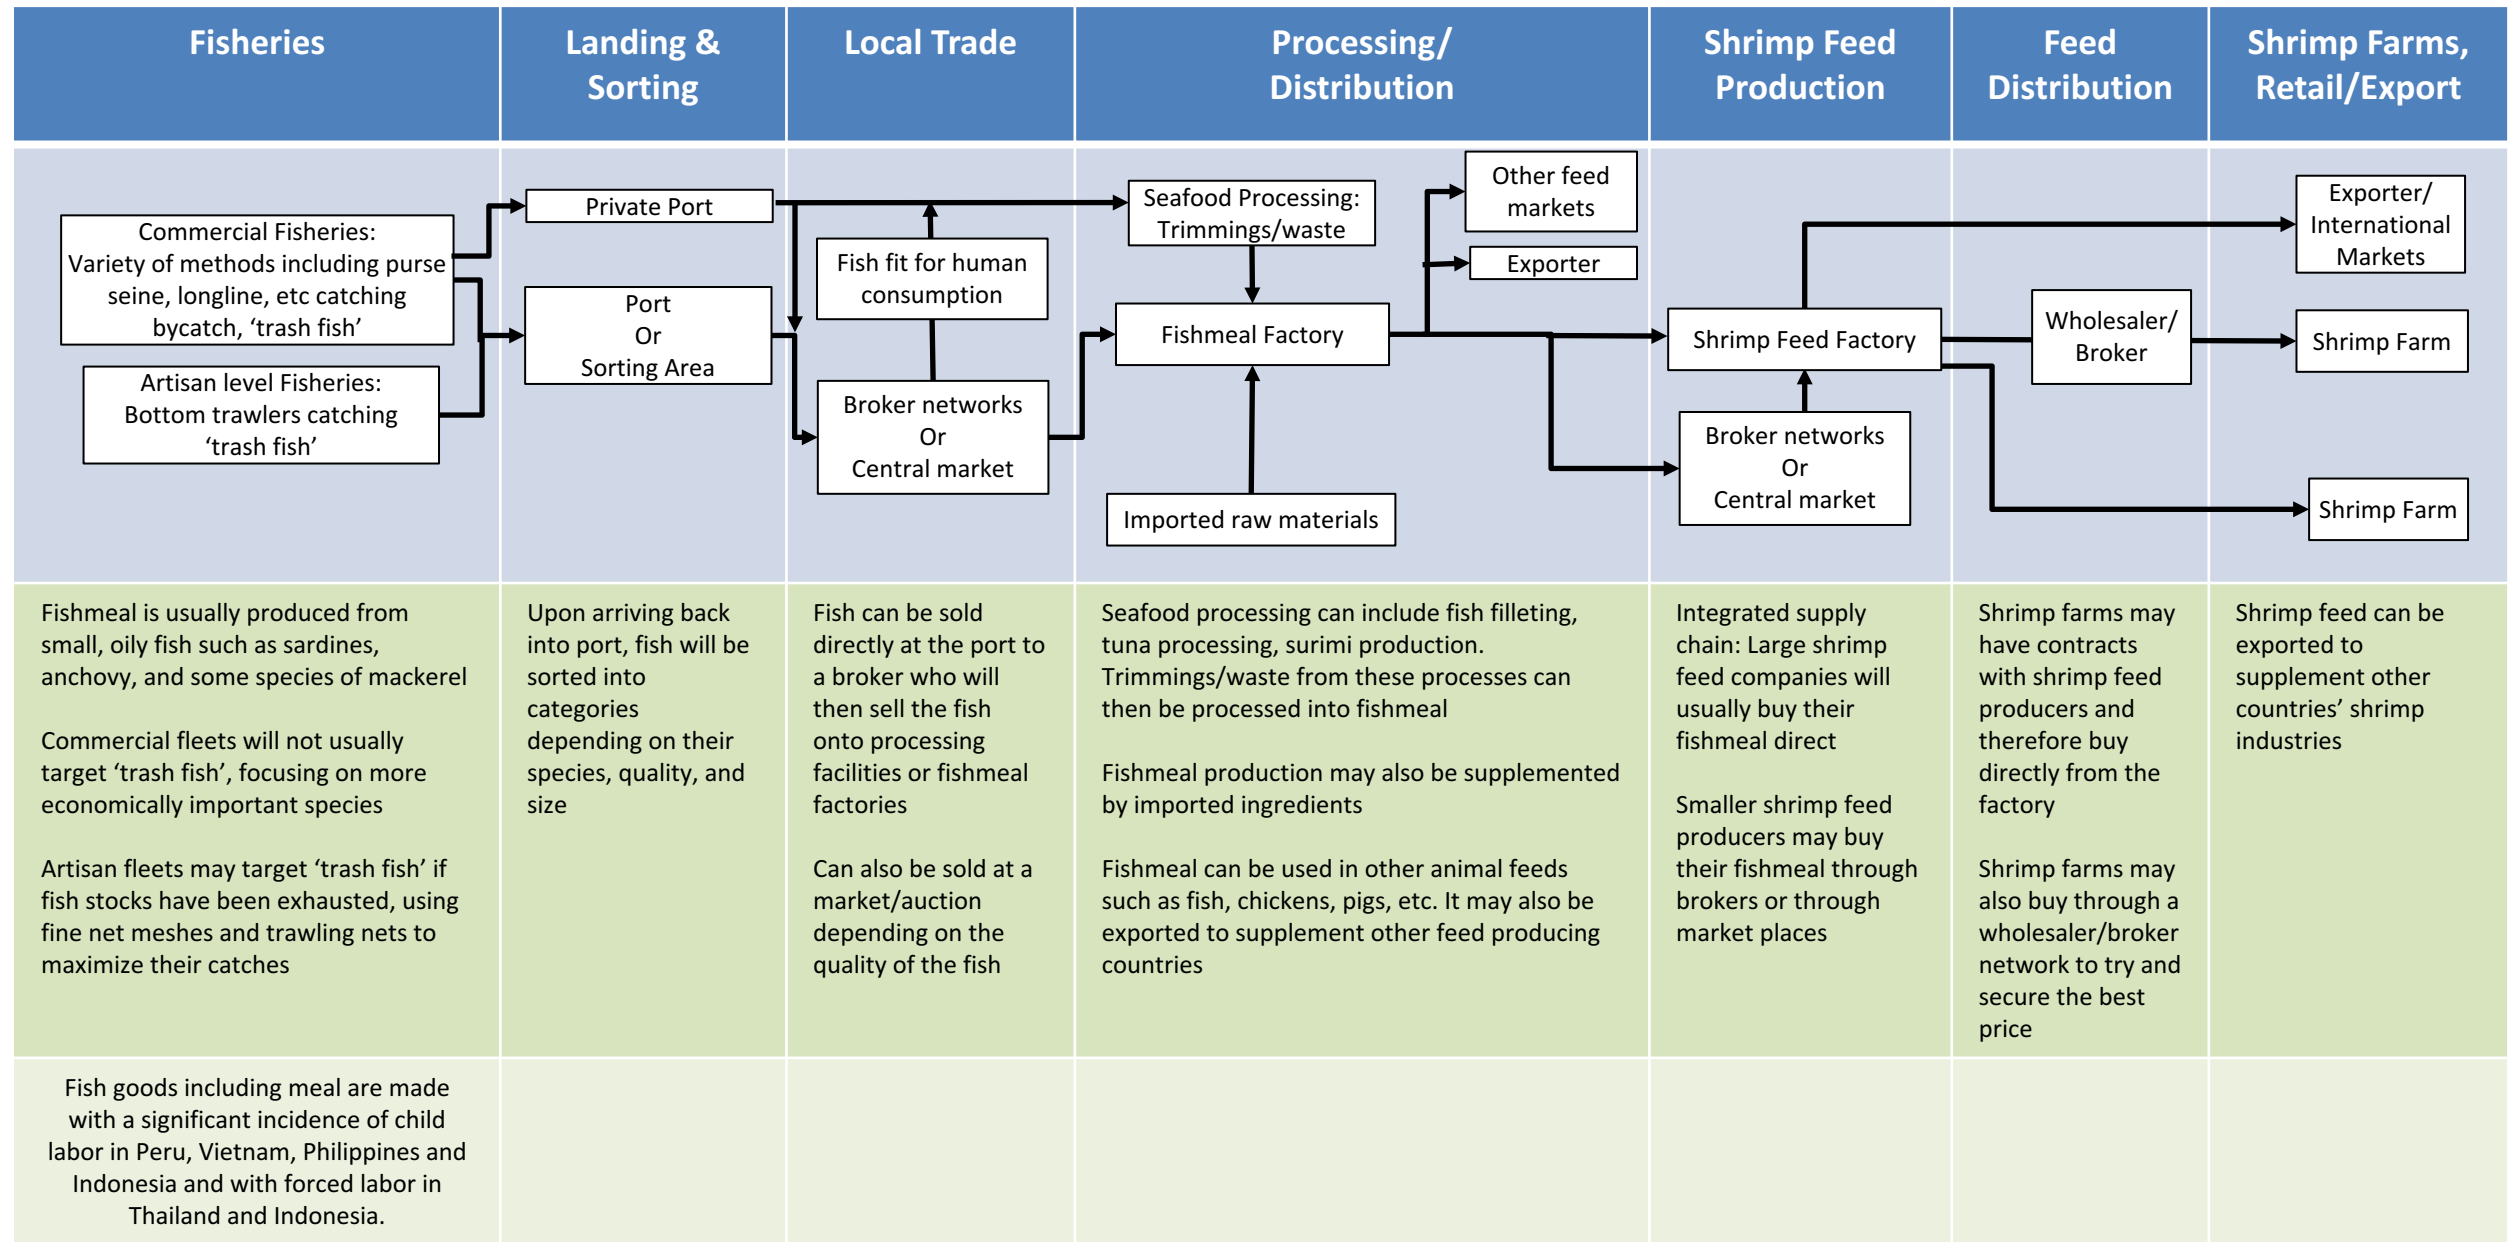 Fisheries
Landing &
Sorting
Local Trade
Processing/
Distribution
Shrimp Feed
Production
Feed
Distribution
Shrimp Farms,
Retail/Export
Commercial Fisheries:
Variety of methods including purse
seine, longline, etc catching
bycatch, ‘trash fish’
Artisan level Fisheries:
Bottom trawlers catching
‘trash fish’
Private Port
Port
Or
Sorting Area
Fish fit for human
consumption
Broker networks
Or
Central market
Seafood Processing:
Trimmings/waste
Fishmeal Factory
Imported raw materials
Other feed
markets
Exporter
Shrimp Feed Factory
Broker networks
Or
Central market
Wholesaler/
Broker
Exporter/
International
Markets
Shrimp Farm
Shrimp Farm
Fishmeal is usually produced from
small, oily fish such as sardines,
anchovy, and some species of mackerel
Commercial fleets will not usually
target ‘trash fish’, focusing on more
economically important species
Artisan fleets may target ‘trash fish’ if
fish stocks have been exhausted, using
fine net meshes and trawling nets to
maximize their catches
Upon arriving back
into port, fish will be
sorted into
categories
depending on their
species, quality, and
size
Fish can be sold
directly at the port to
a broker who will
then sell the fish
onto processing
facilities or fishmeal
factories
Can also be sold at a
market/auction
depending on the
quality of the fish
Seafood processing can include fish filleting,
tuna processing, surimi production.
Trimmings/waste from these processes can
then be processed into fishmeal
Fishmeal production may also be supplemented
by imported ingredients
Fishmeal can be used in other animal feeds
such as fish, chickens, pigs, etc. It may also be
exported to supplement other feed producing
countries
Integrated supply
chain: Large shrimp
feed companies will
usually buy their
fishmeal direct
Smaller shrimp feed
producers may buy
their fishmeal through
brokers or through
market places
Shrimp farms may
have contracts
with shrimp feed
producers and
therefore buy
directly from the
factory
Shrimp farms may
also buy through a
wholesaler/broker
network to try and
secure the best
price
Shrimp feed can be
exported to
supplement other
countries’ shrimp
industries
Fish goods including meal are made
with a significant incidence of child
labor in Peru, Vietnam, Philippines and
Indonesia and with forced labor in
Thailand and Indonesia.